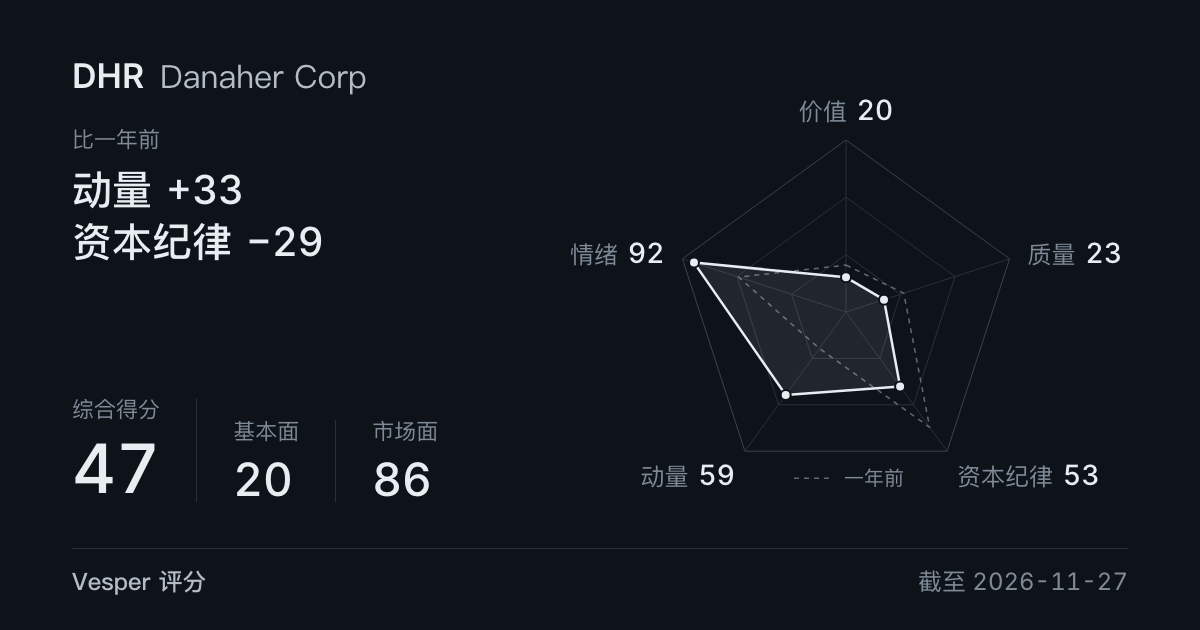 DHR Danaher Corp
比一年前
动量 +33
资本纪律 −29
综合得分
47
基本面
20
市场面
86
价值 20
质量 23
资本纪律 53
动量 59
情绪 92
一年前
Vesper 评分
截至 2026-11-27